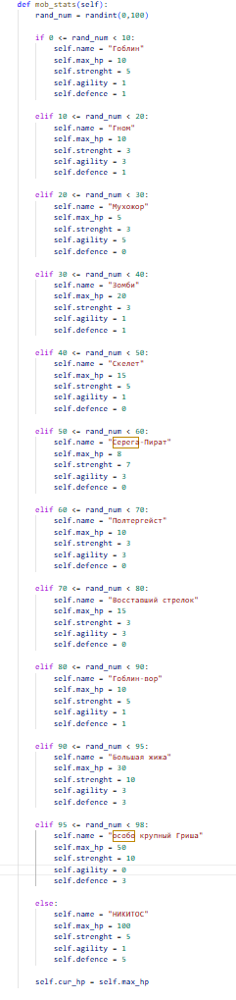 def mob_stats(self):
rand_num = randint(0,100)
if 0 <= rand_num < 10:
self.name = "Гоблин"
self.max_hp = 10
self.strenght = 5
self.agility = 1
self.defence = 1
elif 10 <= rand_num < 20:
self.name = "Гном"
self.max_hp = 10
self.strenght = 3
self.agility = 3
self.defence = 1
elif 20 <= rand_num < 30:
self.name = "Мухожор"
self.max_hp = 5
self.strenght = 3
self.agility = 5
self.defence = 0
elif 30 <= rand_num < 40:
self.name = "Зомби"
self.max_hp = 20
self.strenght = 3
self.agility = 1
self.defence = 1
elif 40 <= rand_num < 50:
self.name = "Скелет"
self.max_hp = 15
self.strenght = 5
self.agility = 1
self.defence = 0
elif 50 <= rand_num < 60:
self.name = "Серега-Пират"
self.max_hp = 8
self.strenght = 7
self.agility = 3
self.defence = 0
elif 60 <= rand_num < 70:
self.name = "Полтергейст"
self.max_hp = 10
self.strenght = 3
self.agility = 3
self.defence = 0
elif 70 <= rand_num < 80:
self.name = "Восставший стрелок"
self.max_hp = 15
self.strenght = 3
self.agility = 3
self.defence = 0
elif 80 <= rand_num < 90:
self.name = "Гоблин-вор"
self.max_hp = 10
self.strenght = 5
self.agility = 1
self.defence = 1
elif 90 <= rand_num < 95:
self.name = "Большая жижа"
self.max_hp = 30
self.strenght = 10
self.agility = 3
self.defence = 3
elif 95 <= rand_num < 98:
self.name = "особо крупный Гриша"
self.max_hp = 50
self.strenght = 10
self.agility = 0
self.defence = 3
else:
self.name = "НИКИТОС"
self.max_hp = 100
self.strenght = 5
self.agility = 1
self.defence = 5
self.cur_hp = self.max_hp